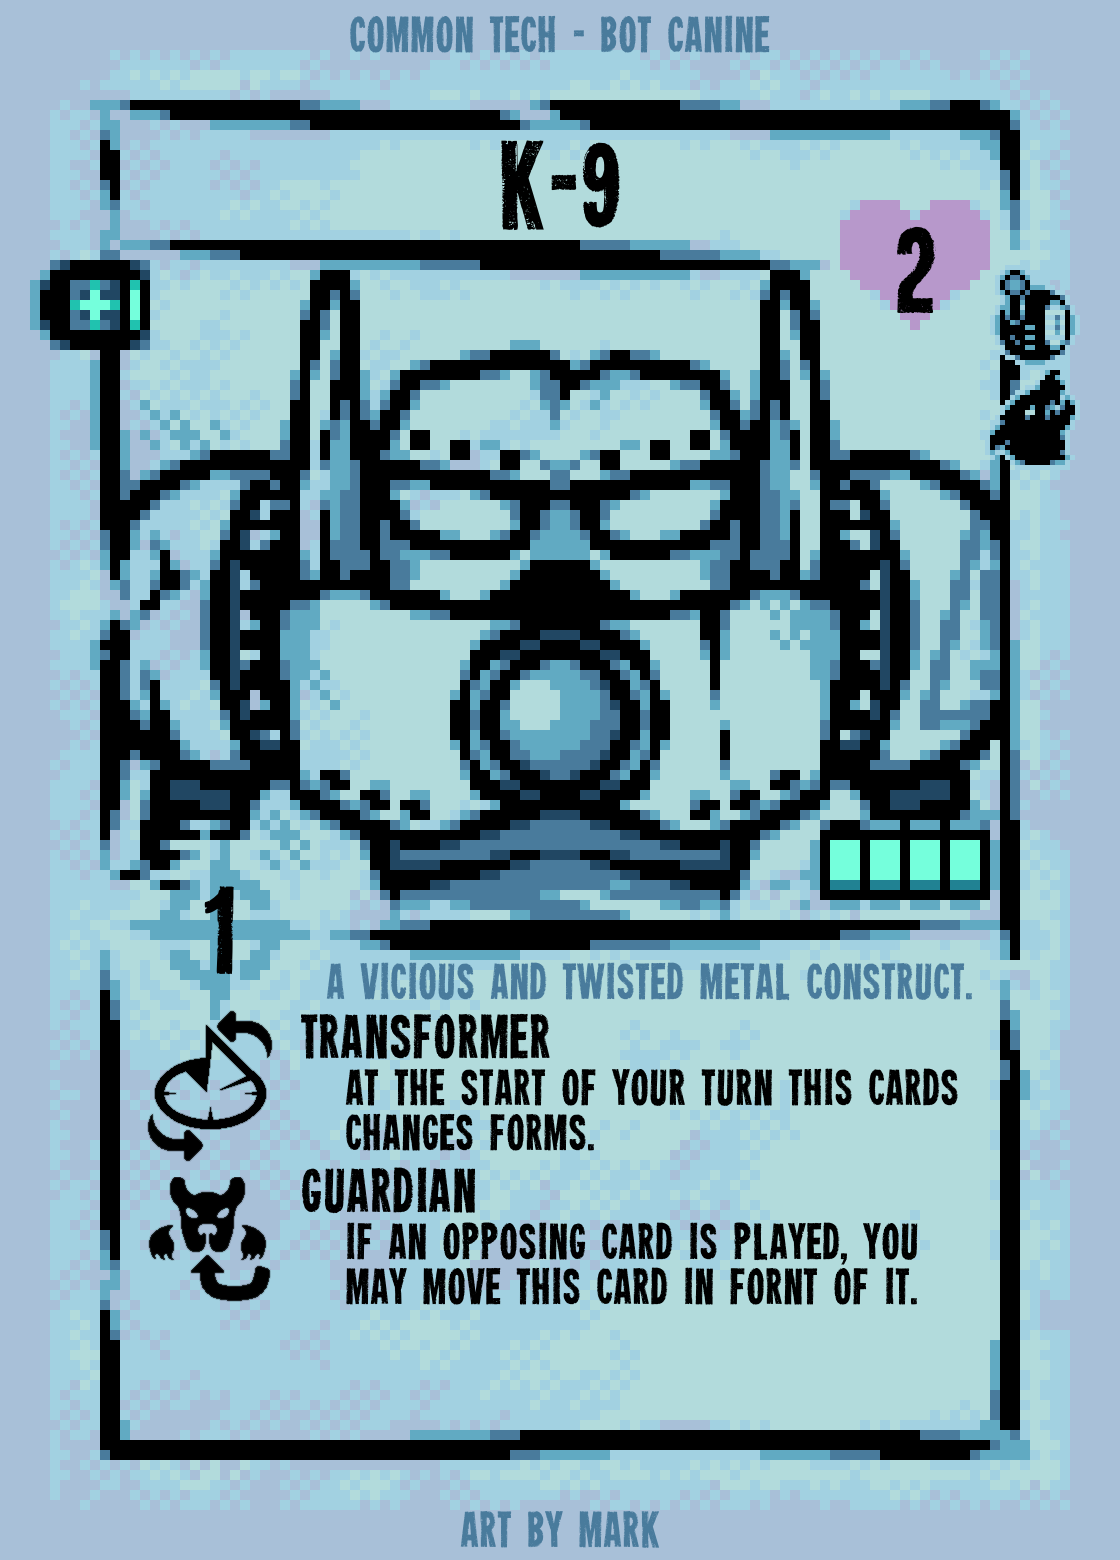 COMMON TECH - BOT CANINE
K-9
2
1
A VICIOUS AND TWISTED METAL CONSTRUCT.
TRANSFORMER
AT THE START OF YOUR TURN THIS CARDS
CHANGES FORMS.
GUARDIAN
IF AN OPPOSING CARD IS PLAYED, YOU
MAY MOVE THIS CARD IN FORNT OF IT.
ART BY MARK